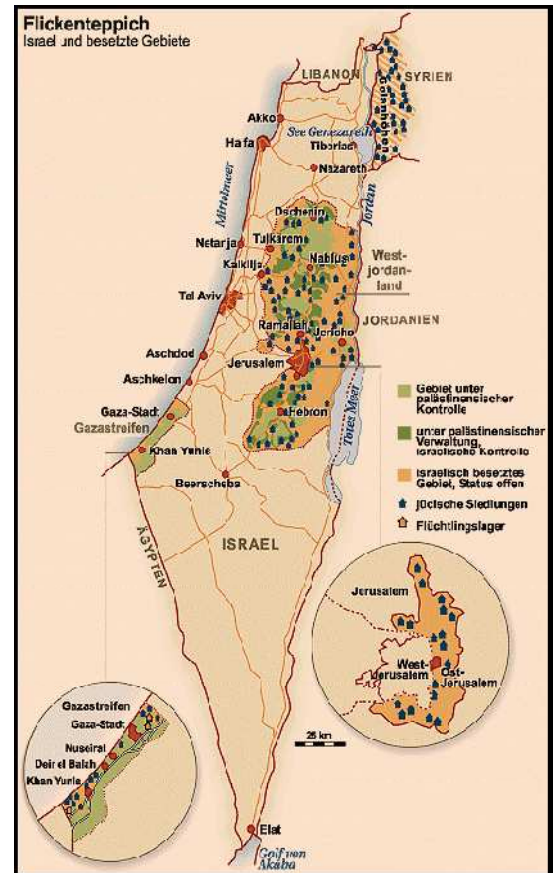 Flickenteppich
Israel und besetzte Gebiete
LIBANON
SYRIEN
Golanhöhen
Akko
See Genezareth
Haifa
Tiberias
Nazareth
Mittelmeer
Jordan
Dschenin
Netanja
Tulkarem
Nablus
Kalkilja
West-
jordan-
land
Tel Aviv
Ramallah
Jericho
JORDANIEN
Aschdod
Jerusalem
Aschkelon
Gaza-Stadt
Hebron
Totes Meer
Gazastreifen
Khan Yunis
Beerscheba
Gebiet unter
palästinensischer
Kontrolle
unter palästinensischer
Verwaltung,
israelische Kontrolle
Israelisch besetztes
Gebiet, Status offen
jüdische Siedlungen
Flüchtlingslager
ISRAEL
ÄGYPTEN
Jerusalem
West-
Jerusalem
Ost-
Jerusalem
Gazastreifen
Gaza-Stadt
Nuseirat
Deir el Balah
Khan Yunis
25 km
Elat
Golf von
Akaba